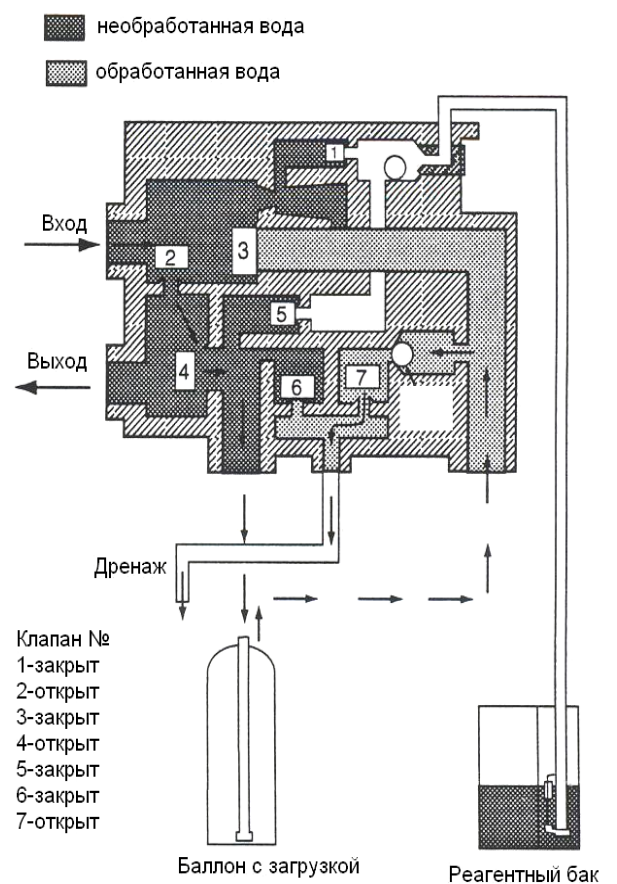 необработанная вода
обработанная вода
1
Вход
2
3
5
Выход
4
6
7
Дренаж
Клапан №
1-закрыт
2-открыт
3-закрыт
4-открыт
5-закрыт
6-закрыт
7-открыт
Баллон с загрузкой
Реагентный бак